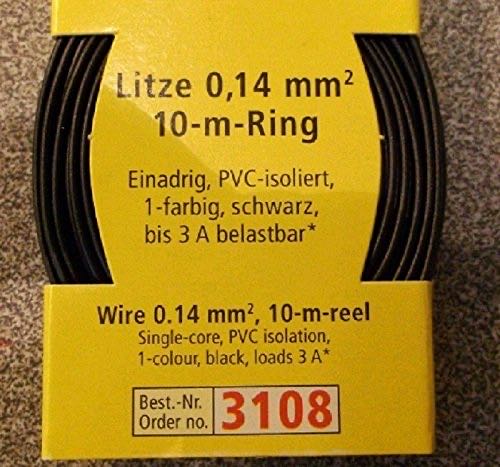 Litze 0,14 mm²
10-m-Ring
Einadrig, PVC-isoliert,
1-farbig, schwarz,
bis 3 A belastbar*
Wire 0.14 mm², 10-m-reel
Single-core, PVC isolation,
1-colour, black, loads 3 A*
Best.-Nr.
Order no. 3108